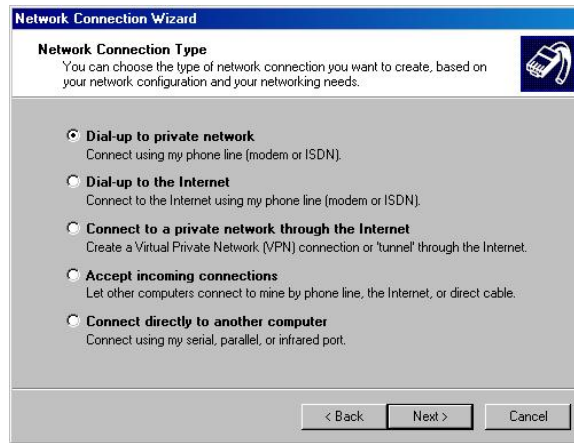 Network Connection Wizard
Network Connection Type
You can choose the type of network connection you want to create, based on
your network configuration and your networking needs.
Dial-up to private network
Connect using my phone line (modem or ISDN).
Dial-up to the Internet
Connect to the Internet using my phone line (modem or ISDN).
Connect to a private network through the Internet
Create a Virtual Private Network (VPN) connection or 'tunnel' through the Internet.
Accept incoming connections
Let other computers connect to mine by phone line, the Internet, or direct cable.
Connect directly to another computer
Connect using my serial, parallel, or infrared port.
< Back Next > Cancel